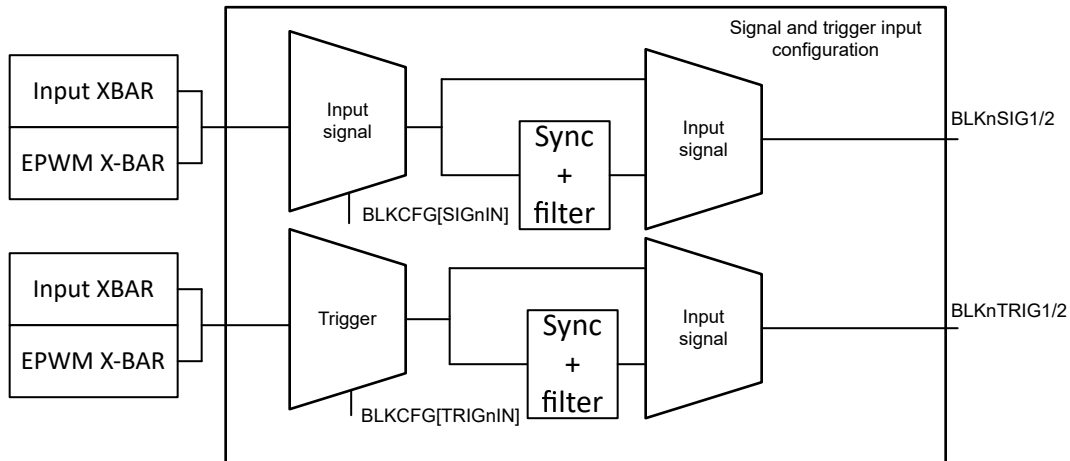 Signal and trigger input
configuration
Input XBAR
EPWM X-BAR
Input
signal
BLKCFG[SIGnIN]
Sync
+
filter
Input
signal
BLKnSIG1/2
Input XBAR
EPWM X-BAR
Trigger
BLKCFG[TRIGnIN]
Sync
+
filter
Input
signal
BLKnTRIG1/2